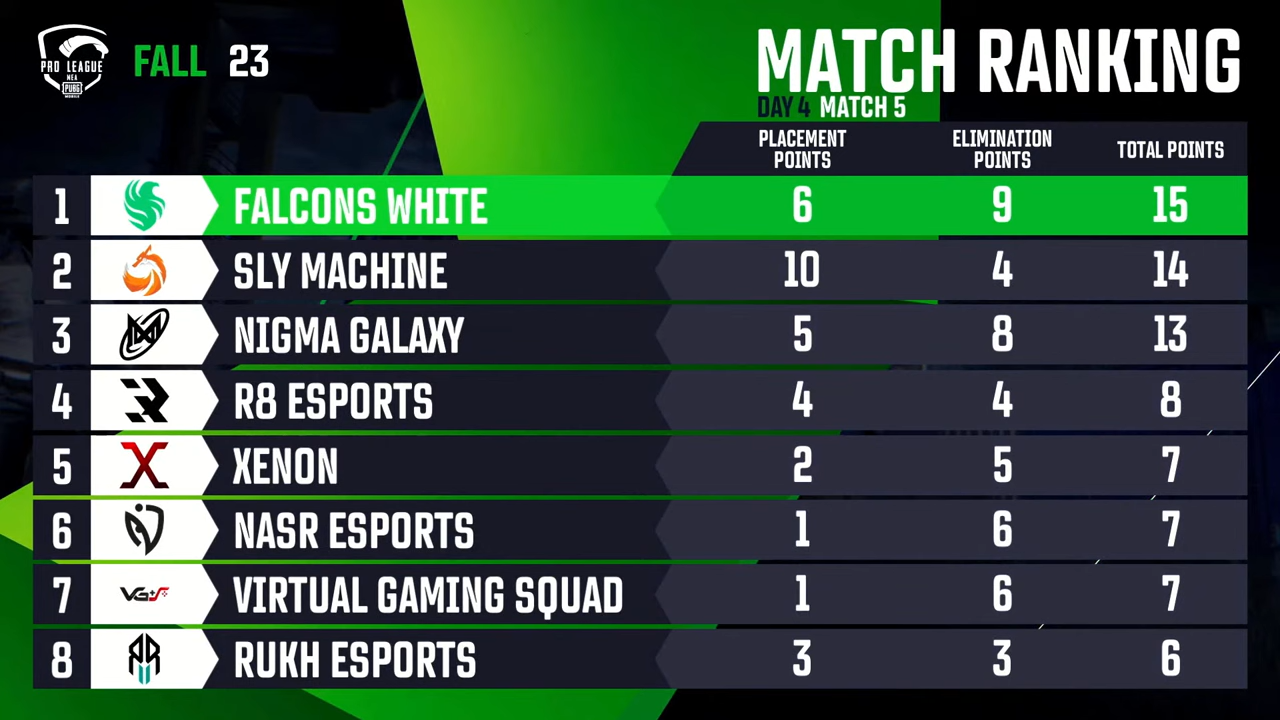 PRO LEAGUE
MEA
PUBG
MOBILE
FALL 23
MATCH RANKING
DAY 4 MATCH 5
PLACEMENT POINTS ELIMINATION POINTS TOTAL POINTS
1 FALCONS WHITE 6 9 15
2 SLY MACHINE 10 4 14
3 NIGMA GALAXY 5 8 13
4 R8 ESPORTS 4 4 8
5 XENON 2 5 7
6 NASR ESPORTS 1 6 7
7 VGS VIRTUAL GAMING SQUAD 1 6 7
8 RUKH ESPORTS 3 3 6